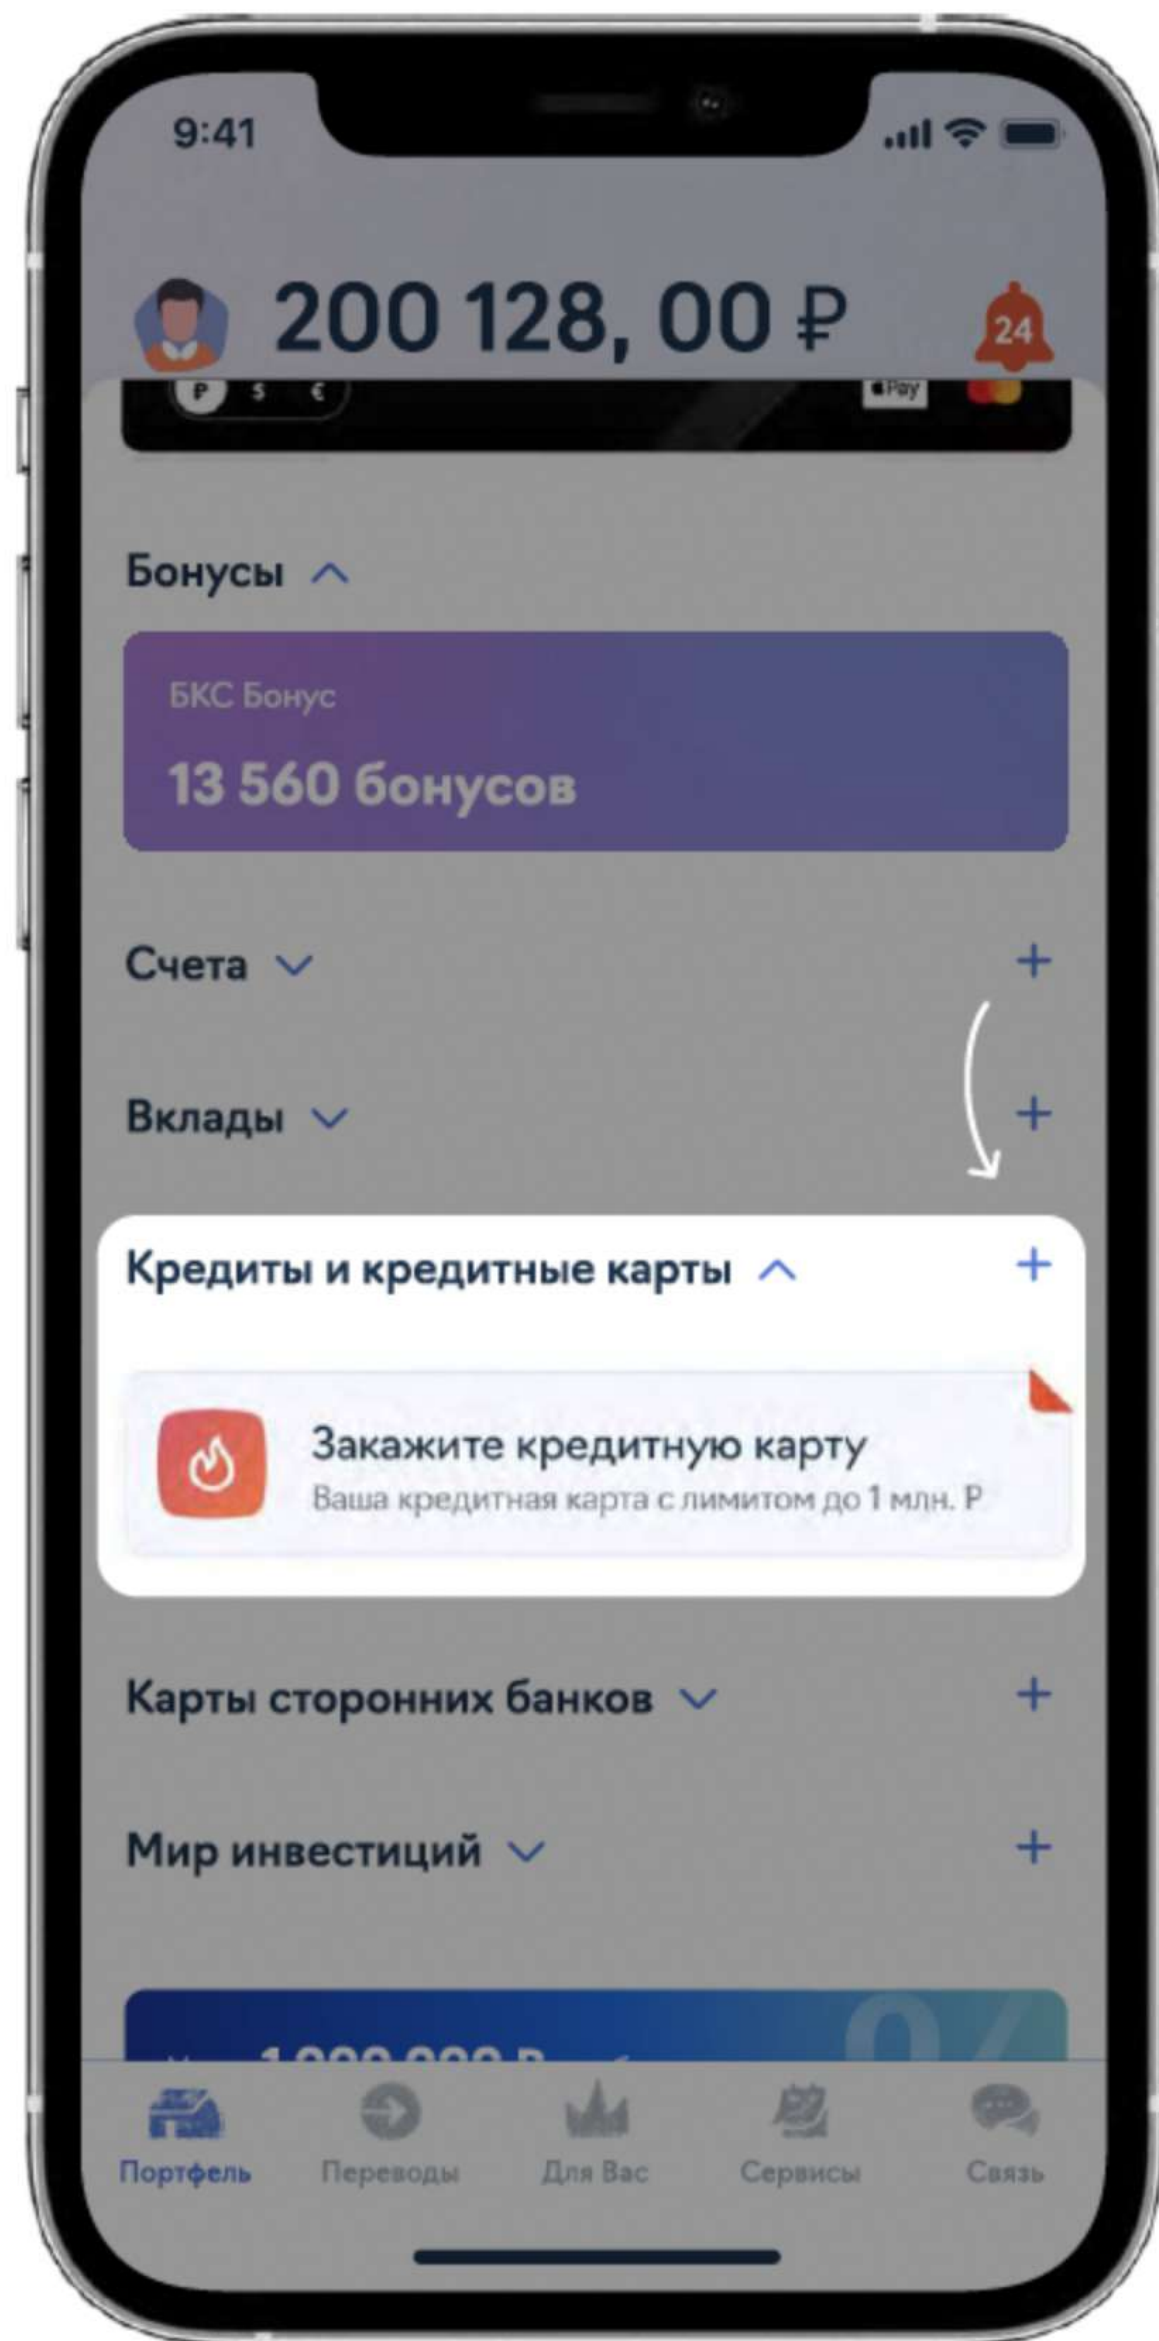 9:41
200 128, 00 ₽
24
₽ $ €
Pay
Бонусы
БКС Бонус
13 560 бонусов
Счета
Вклады
Кредиты и кредитные карты
Закажите кредитную карту
Ваша кредитная карта с лимитом до 1 млн. Р
Карты сторонних банков
Мир инвестиций
Портфель
Переводы
Для Вас
Сервисы
Связь